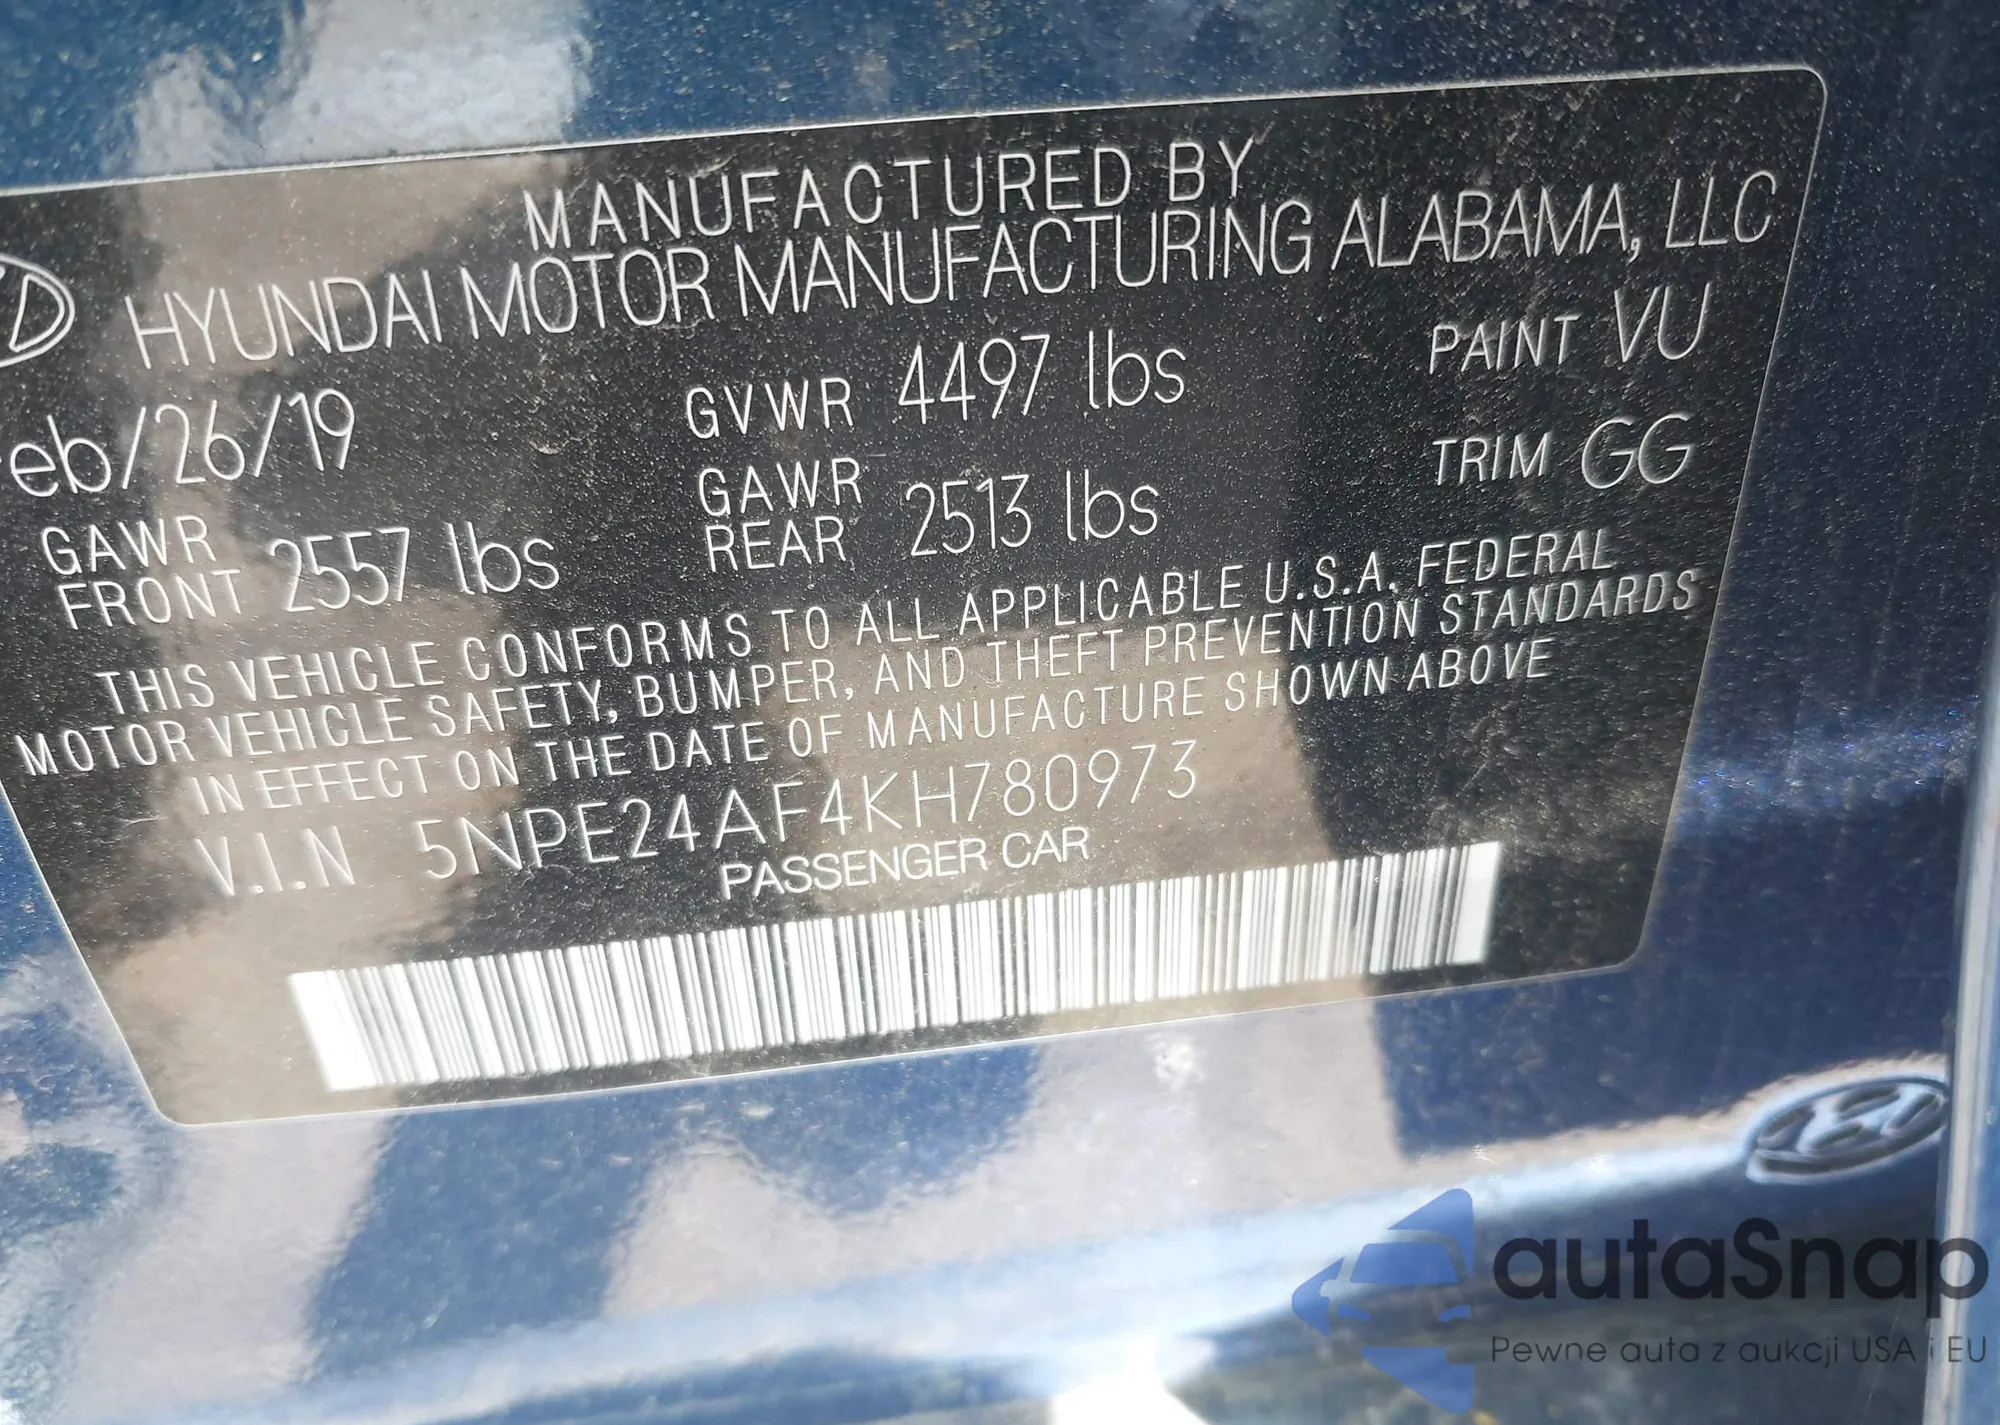 MANUFACTURED BY
HYUNDAI MOTOR MANUFACTURING ALABAMA, LLC
eb/26/19 GVWR 4497 lbs PAINT VU
GAWR FRONT 2557 lbs GAWR REAR 2513 lbs TRIM GG
THIS VEHICLE CONFORMS TO ALL APPLICABLE U.S.A. FEDERAL
MOTOR VEHICLE SAFETY, BUMPER, AND THEFT PREVENTION STANDARDS
IN EFFECT ON THE DATE OF MANUFACTURE SHOWN ABOVE
V.I.N 5NPE24AF4KH780973
PASSENGER CAR
autaSnap
Pewne auta z aukcji USA i EU